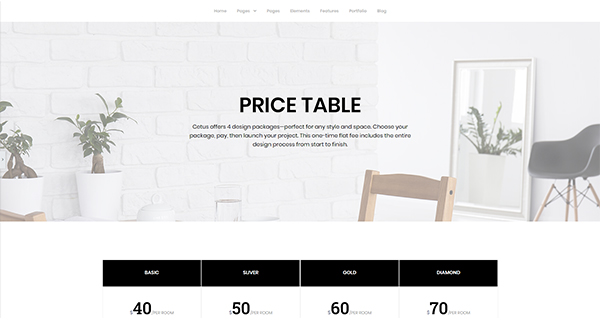 Home Pages Pages Elements Features Portfolio Blog
PRICE TABLE
Cetus offers 4 design packages—perfect for any style and space. Choose your
package, pay, then launch your project. This one-time flat fee includes the entire
design process from start to finish.
BASIC SLIVER GOLD DIAMOND
$40/PER ROOM $50/PER ROOM $60/PER ROOM $70/PER ROOM